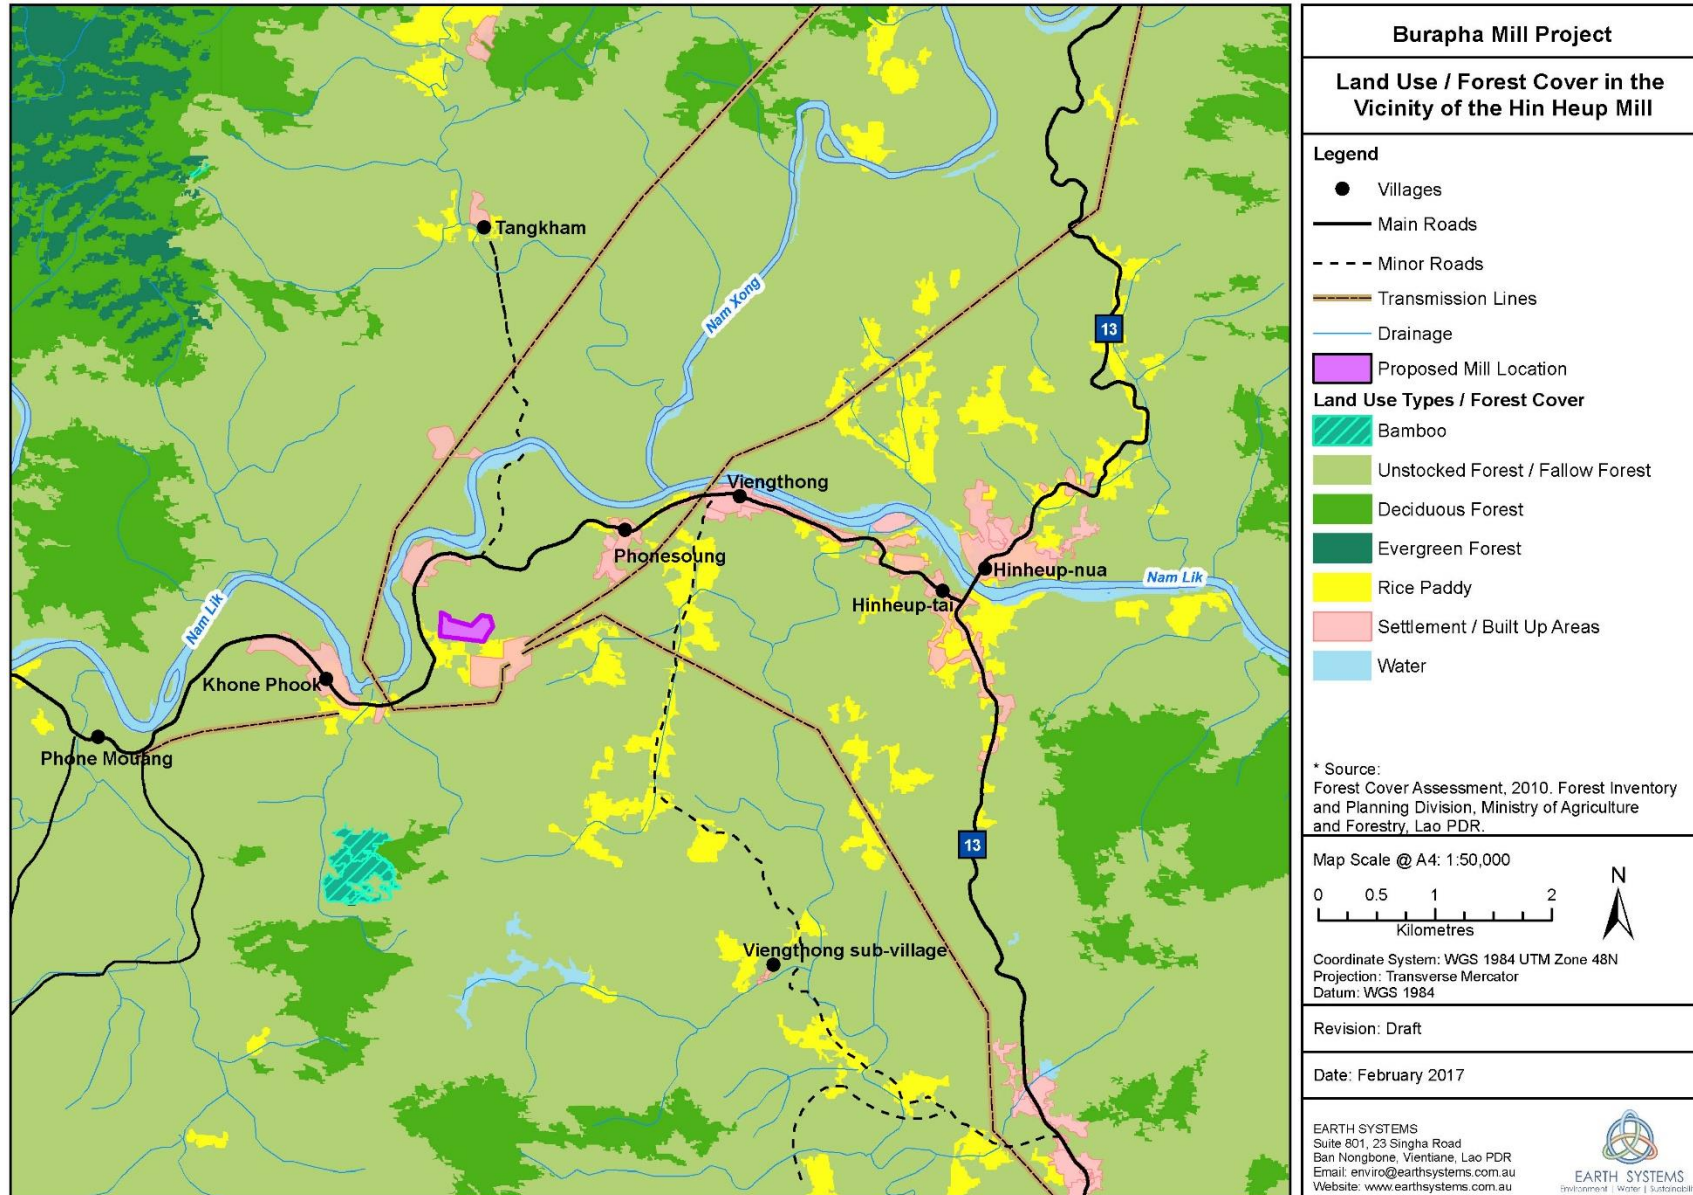 Burapha Mill Project
Land Use / Forest Cover in the
Vicinity of the Hin Heup Mill
Legend
Villages
Main Roads
Minor Roads
Transmission Lines
Drainage
Proposed Mill Location
Land Use Types / Forest Cover
Bamboo
Unstocked Forest / Fallow Forest
Deciduous Forest
Evergreen Forest
Rice Paddy
Settlement / Built Up Areas
Water
* Source:
Forest Cover Assessment, 2010. Forest Inventory
and Planning Division, Ministry of Agriculture
and Forestry, Lao PDR.
Map Scale @ A4: 1:50,000
0 0.5 1 2
Kilometres
N
Coordinate System: WGS 1984 UTM Zone 48N
Projection: Transverse Mercator
Datum: WGS 1984
Revision: Draft
Date: February 2017
EARTH SYSTEMS
Suite 801, 23 Singha Road
Ban Nongbone, Vientiane, Lao PDR
Email: enviro@earthsystems.com.au
Website: www.earthsystems.com.au
EARTH SYSTEMS
Environment | Water | Sustainability
Tangkham
Nam Xong
13
Viengthong
Phonesoung
Hinheup-nua
Nam Lik
Hinheup-tai
Nam Lik
Khone Phook
Phone Mouang
13
Viengthong sub-village